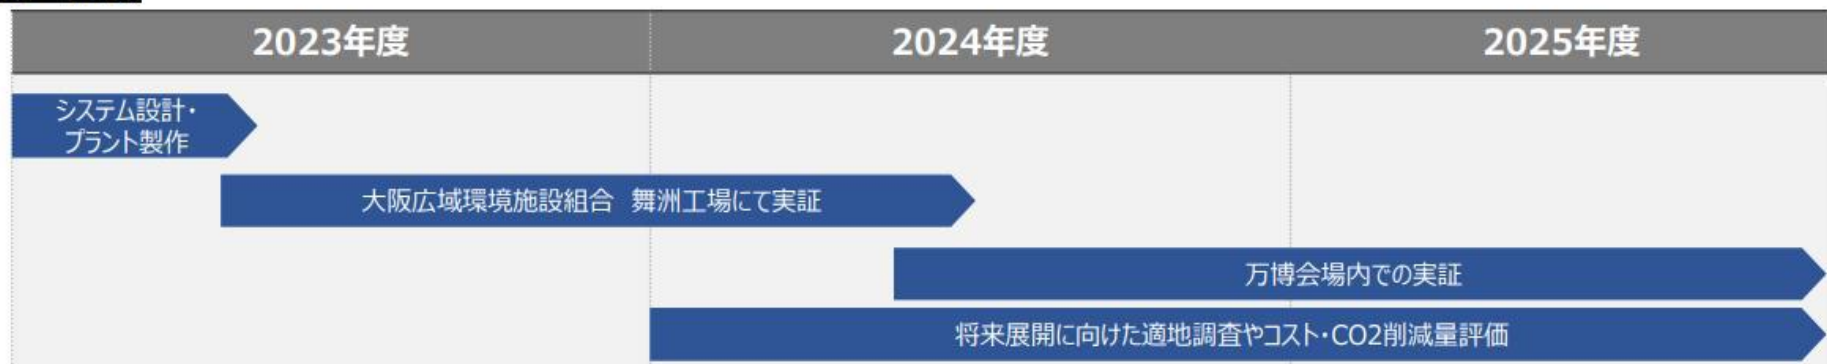 2023年度
2024年度
2025年度
システム設計・
プラント製作
大阪広域環境施設組合　舞洲工場にて実証
万博会場内での実証
将来展開に向けた適地調査やコスト・CO2削減量評価